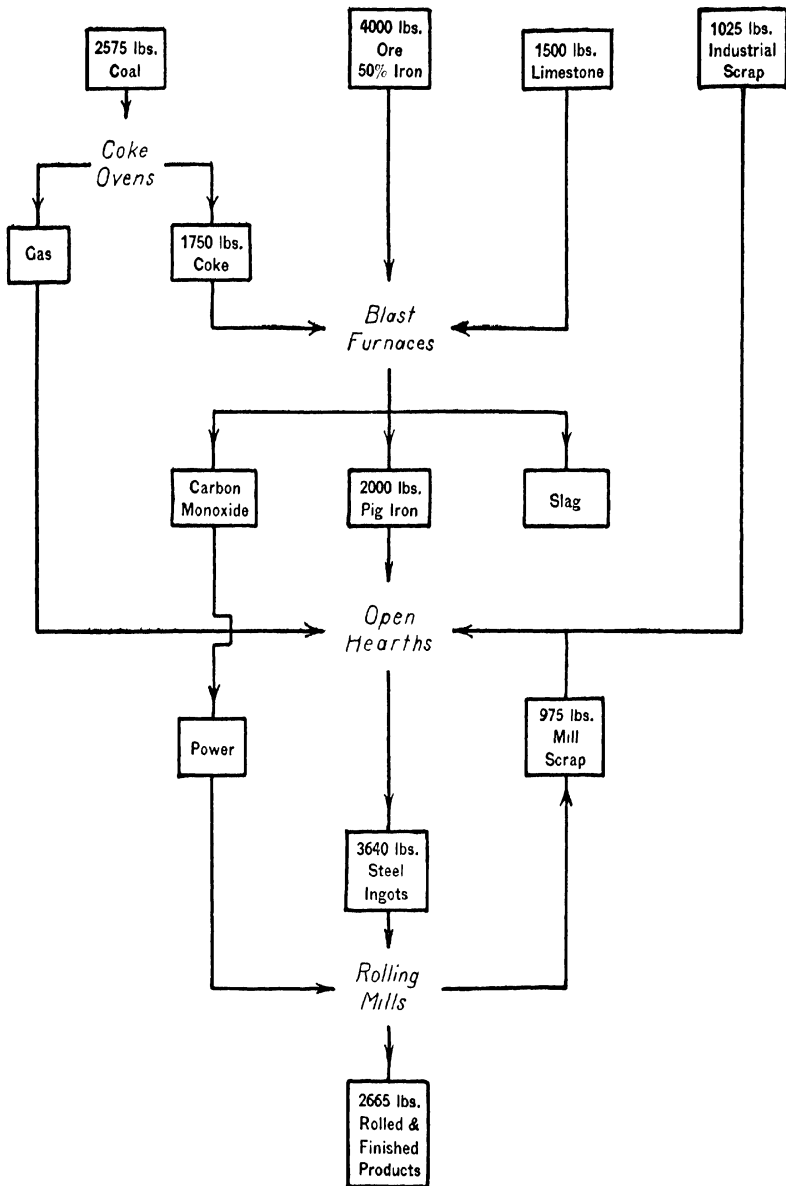 2575 lbs.
Coal
4000 lbs.
Ore
50% Iron
1500 lbs.
Limestone
1025 lbs.
Industrial
Scrap
Coke
Ovens
Gas
1750 lbs.
Coke
Blast
Furnaces
Carbon
Monoxide
2000 lbs.
Pig Iron
Slag
Open
Hearths
Power
975 lbs.
Mill
Scrap
3640 lbs.
Steel
Ingots
Rolling
Mills
2665 lbs.
Rolled &
Finished
Products